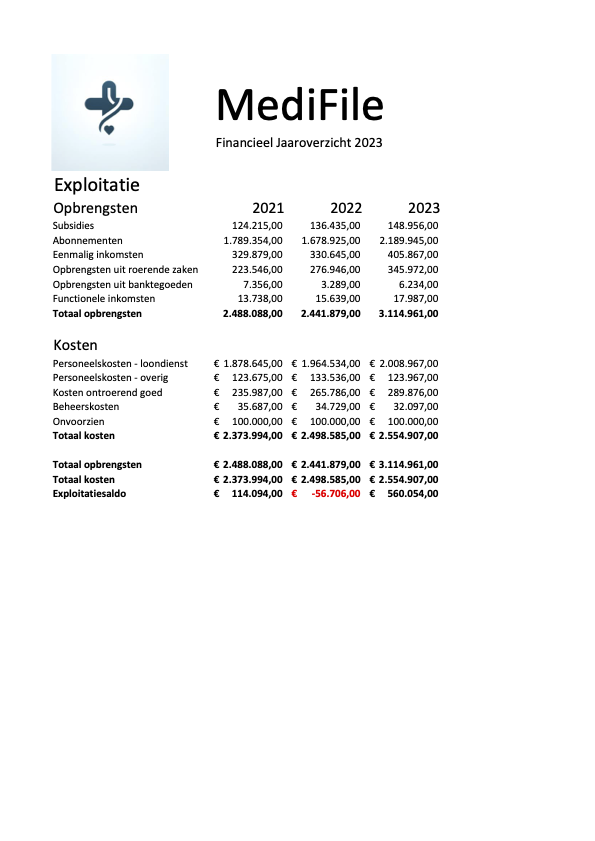 MediFile
Financieel Jaaroverzicht 2023
Exploitatie
Opbrengsten 2021 2022 2023
Subsidies 124.215,00 136.435,00 148.956,00
Abonnementen 1.789.354,00 1.678.925,00 2.189.945,00
Eenmalig inkomsten 329.879,00 330.645,00 405.867,00
Opbrengsten uit roerende zaken 223.546,00 276.946,00 345.972,00
Opbrengsten uit banktegoeden 7.356,00 3.289,00 6.234,00
Functionele inkomsten 13.738,00 15.639,00 17.987,00
Totaal opbrengsten 2.488.088,00 2.441.879,00 3.114.961,00
Kosten
Personeelskosten - loondienst € 1.878.645,00 € 1.964.534,00 € 2.008.967,00
Personeelskosten - overig € 123.675,00 € 133.536,00 € 123.967,00
Kosten ontroerend goed € 235.987,00 € 265.786,00 € 289.876,00
Beheerskosten € 35.687,00 € 34.729,00 € 32.097,00
Onvoorzien € 100.000,00 € 100.000,00 € 100.000,00
Totaal kosten € 2.373.994,00 € 2.498.585,00 € 2.554.907,00
Totaal opbrengsten € 2.488.088,00 € 2.441.879,00 € 3.114.961,00
Totaal kosten € 2.373.994,00 € 2.498.585,00 € 2.554.907,00
Exploitatiesaldo € 114.094,00 € -56.706,00 € 560.054,00